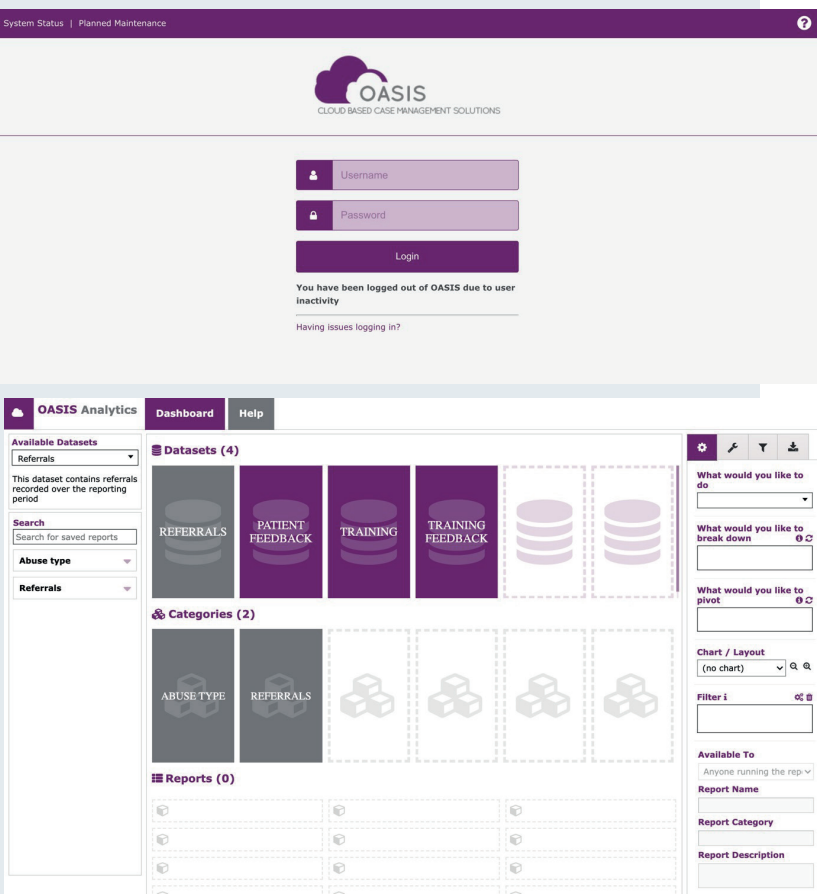 System Status | Planned Maintenance
OASIS
CLOUD BASED CASE MANAGEMENT SOLUTIONS
Username
Password
Login
You have been logged out of OASIS due to user
inactivity
Having issues logging in?
OASIS Analytics
Dashboard
Help
Available Datasets
Referrals
This dataset contains referrals
recorded over the reporting
period
Search
Search for saved reports
Abuse type
Referrals
Datasets (4)
REFERRALS
PATIENT
FEEDBACK
TRAINING
TRAINING
FEEDBACK
Categories (2)
ABUSE TYPE
REFERRALS
Reports (0)
What would you like to
do
What would you like to
break down
What would you like to
pivot
Chart / Layout
(no chart)
Filter i
Available To
Anyone running the rep
Report Name
Report Category
Report Description